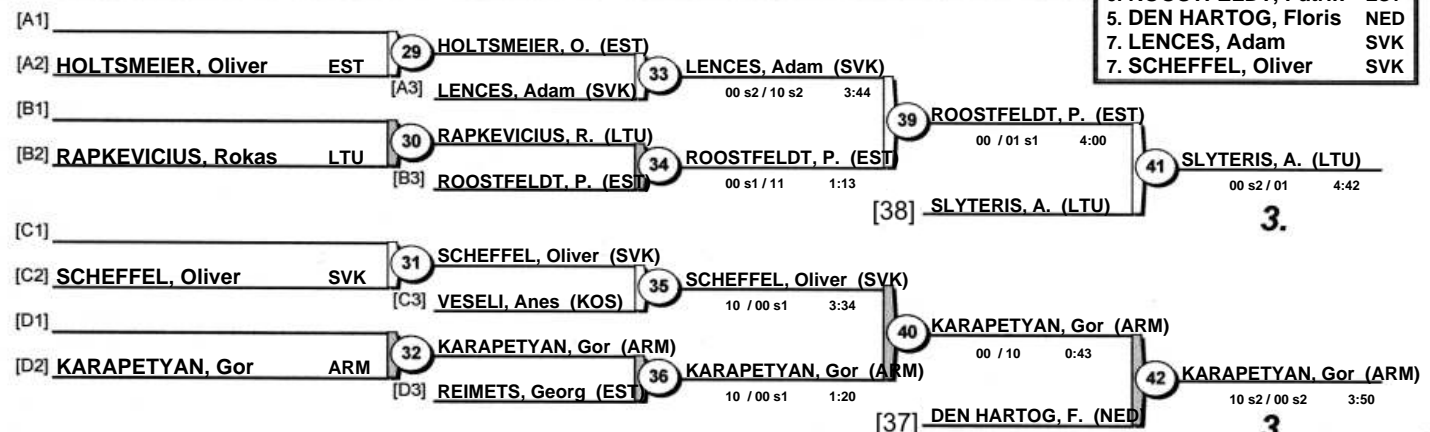 5. DEN HARTOG, Floris NED
7. LENCES, Adam SVK
7. SCHEFFEL, Oliver SVK
[A1]
[A2] HOLTSMEIER, Oliver EST
29
HOLTSMEIER, O. (EST)
[A3] LENCES, Adam (SVK)
33
LENCES, Adam (SVK)
00 s2 / 10 s2 3:44
[B1]
[B2] RAPKEVICIUS, Rokas LTU
30
RAPKEVICIUS, R. (LTU)
[B3] ROOSTFELDT, P. (EST)
34
ROOSTFELDT, P. (EST)
00 s1 / 11 1:13
39
ROOSTFELDT, P. (EST)
00 / 01 s1 4:00
[38] SLYTERIS, A. (LTU)
41
SLYTERIS, A. (LTU)
00 s2 / 01 4:42
3.
[C1]
[C2] SCHEFFEL, Oliver SVK
31
SCHEFFEL, Oliver (SVK)
[C3] VESELI, Anes (KOS)
35
SCHEFFEL, Oliver (SVK)
10 / 00 s1 3:34
[D1]
[D2] KARAPETYAN, Gor ARM
32
KARAPETYAN, Gor (ARM)
[D3] REIMETS, Georg (EST)
36
KARAPETYAN, Gor (ARM)
10 / 00 s1 1:20
40
KARAPETYAN, Gor (ARM)
00 / 10 0:43
[37] DEN HARTOG, F. (NED)
42
KARAPETYAN, Gor (ARM)
10 s2 / 00 s2 3:50
3.